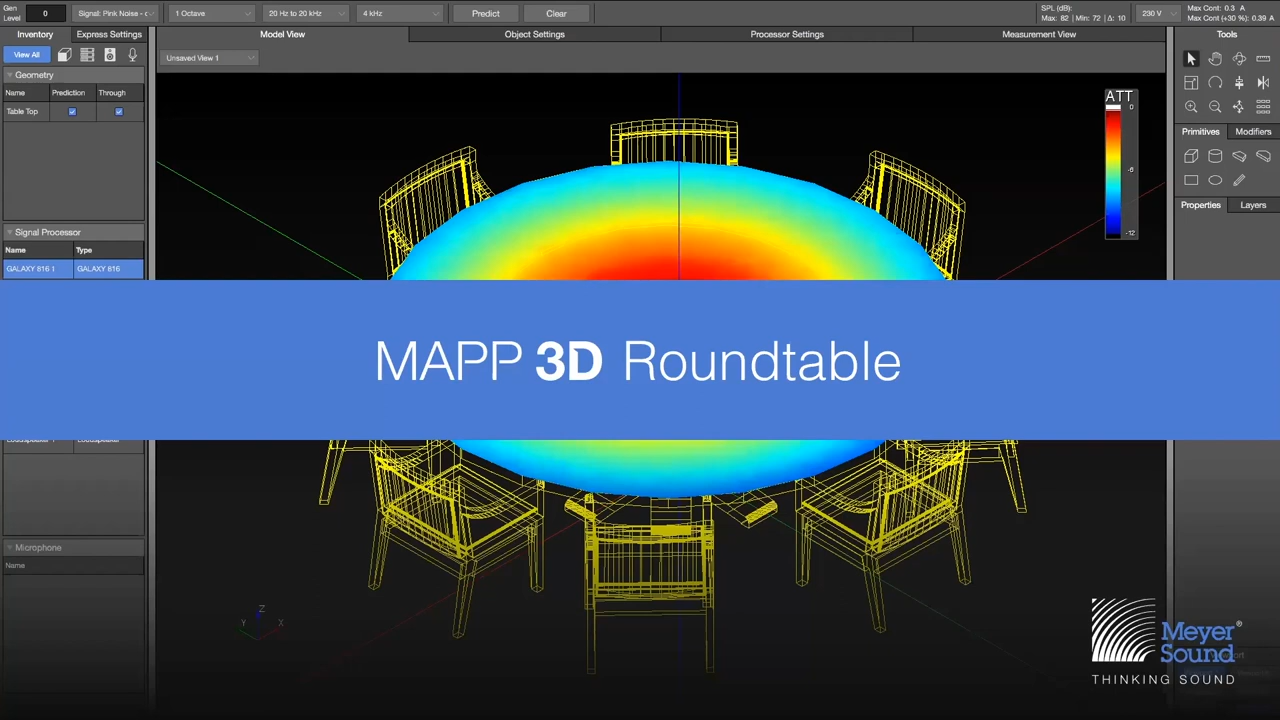 Gen
Level
0
Signal: Pink Noise -
1 Octave
20 Hz to 20 kHz
4 kHz
Predict
Clear
SPL (dB):
Max: 82 | Min: 72 | Δ: 10
230 V
Max Cont: 0.3 A
Max Cont (+30 %): 0.39 A
Inventory
Express Settings
Model View
Object Settings
Processor Settings
Measurement View
Tools
View All
Unsaved View 1
Geometry
Name Prediction Through
Table Top
ATT
0
-6
-12
Primitives
Modifiers
Properties
Layers
Signal Processor
Name Type
GALAXY 816 1 GALAXY 816
MAPP 3D Roundtable
Microphone
Name
Z
Y X
Meyer®
Sound
THINKING SOUND